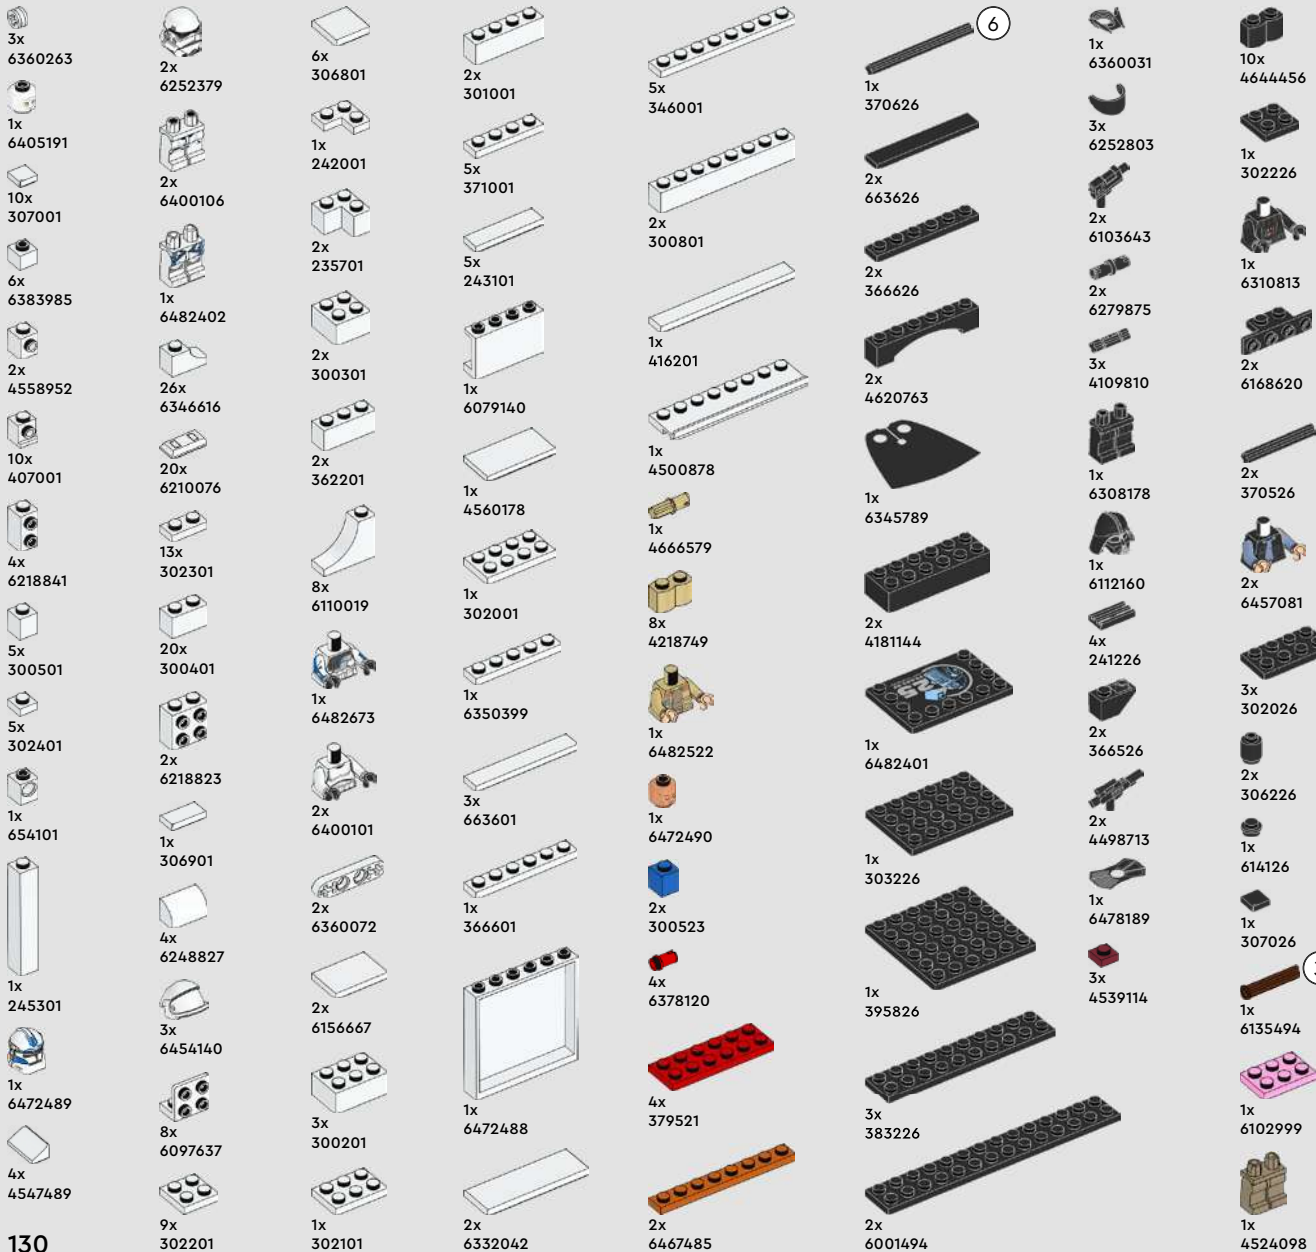 3x
6360263
1x
6405191
10x
307001
6x
6383985
2x
4558952
10x
407001
4x
6218841
5x
300501
5x
302401
1x
654101
1x
245301
1x
6472489
4x
4547489
130
2x
6252379
2x
6400106
1x
6482402
26x
6346616
20x
6210076
13x
302301
20x
300401
2x
6218823
1x
306901
4x
6248827
3x
6454140
8x
6097637
9x
302201
6x
306801
1x
242001
2x
235701
2x
300301
2x
362201
8x
6110019
1x
6482673
2x
6400101
2x
6360072
2x
6156667
3x
300201
1x
302101
2x
301001
5x
371001
5x
243101
1x
6079140
1x
4560178
1x
302001
1x
6350399
3x
663601
1x
366601
1x
6472488
2x
6332042
5x
346001
2x
300801
1x
416201
1x
4500878
1x
4666579
8x
4218749
1x
6482522
1x
6472490
2x
300523
4x
6378120
4x
379521
2x
6467485
6
1x
370626
2x
663626
2x
366626
2x
4620763
1x
6345789
2x
4181144
25
1x
6482401
1x
303226
1x
395826
3x
383226
2x
6001494
1x
6360031
3x
6252803
2x
6103643
2x
6279875
3x
4109810
1x
6308178
1x
6112160
4x
241226
2x
366526
2x
4498713
1x
6478189
3x
4539114
10x
4644456
1x
302226
1x
6310813
2x
6168620
2x
370526
2x
6457081
3x
302026
2x
306226
1x
614126
1x
307026
1x
6135494
1x
6102999
1x
4524098